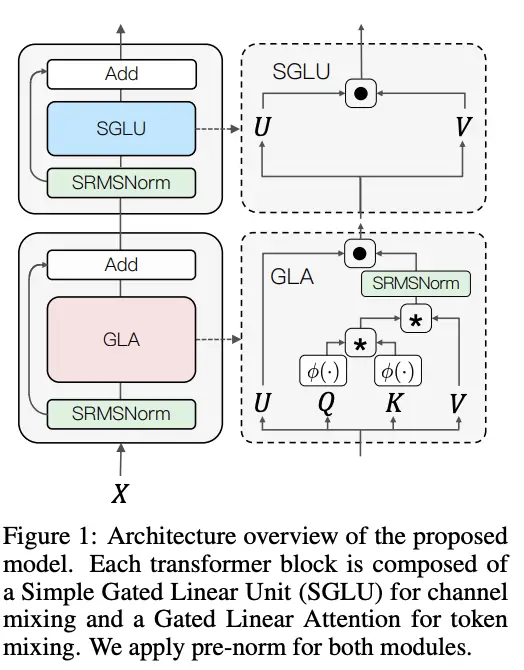 Add
SGLU
SRMSNorm
Add
GLA
SRMSNorm
X
SGLU
U
V
GLA
SRMSNorm
*
*
ϕ(·)
ϕ(·)
U
Q
K
V
Figure 1: Architecture overview of the proposed
model. Each transformer block is composed of
a Simple Gated Linear Unit (SGLU) for channel
mixing and a Gated Linear Attention for token
mixing. We apply pre-norm for both modules.